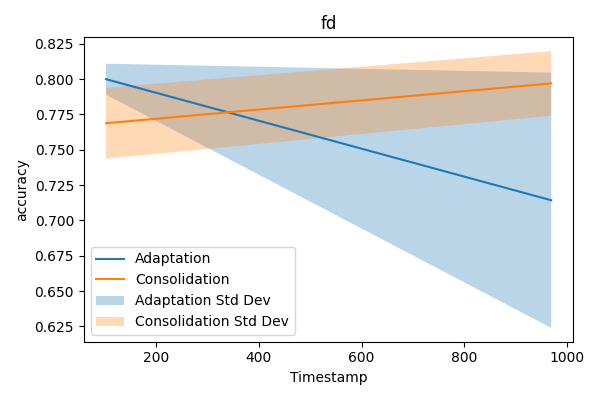 fd
accuracy
0.825
0.800
0.775
0.750
0.725
0.700
0.675
0.650
0.625
Adaptation
Consolidation
Adaptation Std Dev
Consolidation Std Dev
200
400
600
800
1000
Timestamp